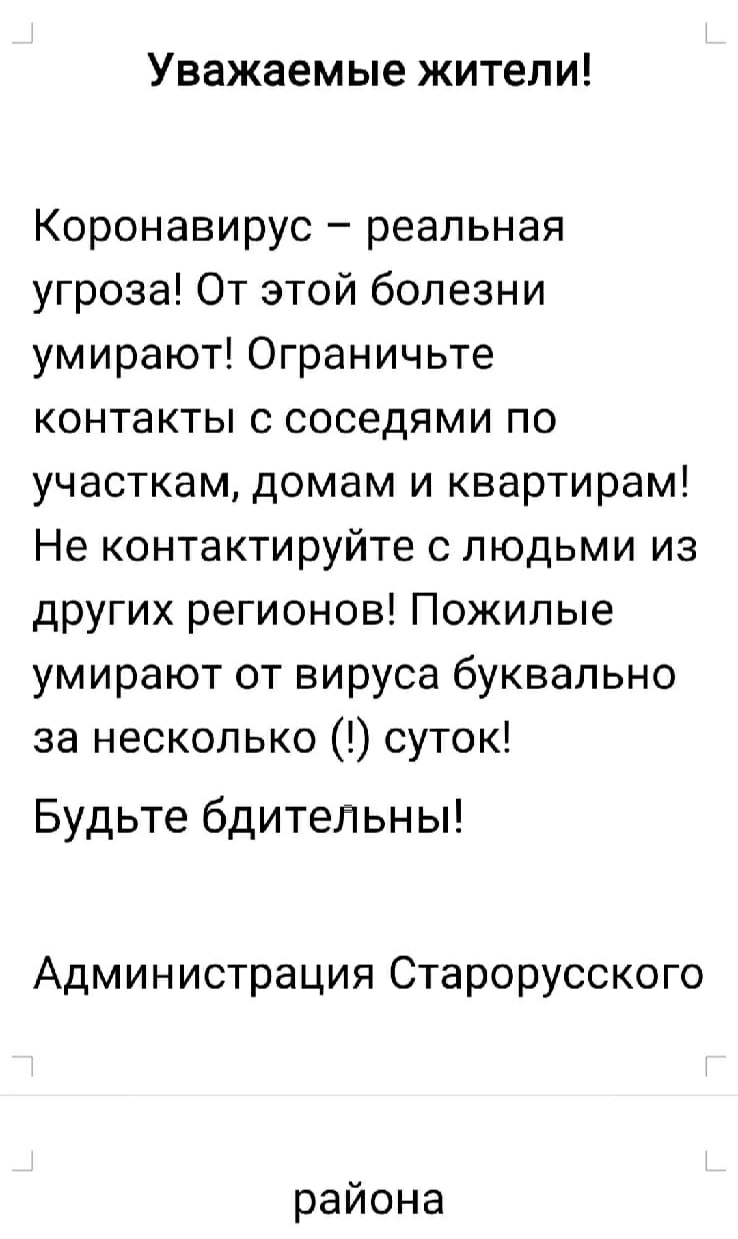 Уважаемые жители!
Коронавирус – реальная
угроза! От этой болезни
умирают! Ограничьте
контакты с соседями по
участкам, домам и квартирам!
Не контактируйте с людьми из
других регионов! Пожилые
умирают от вируса буквально
за несколько (!) суток!
Будьте бдительны!
Администрация Старорусского
района